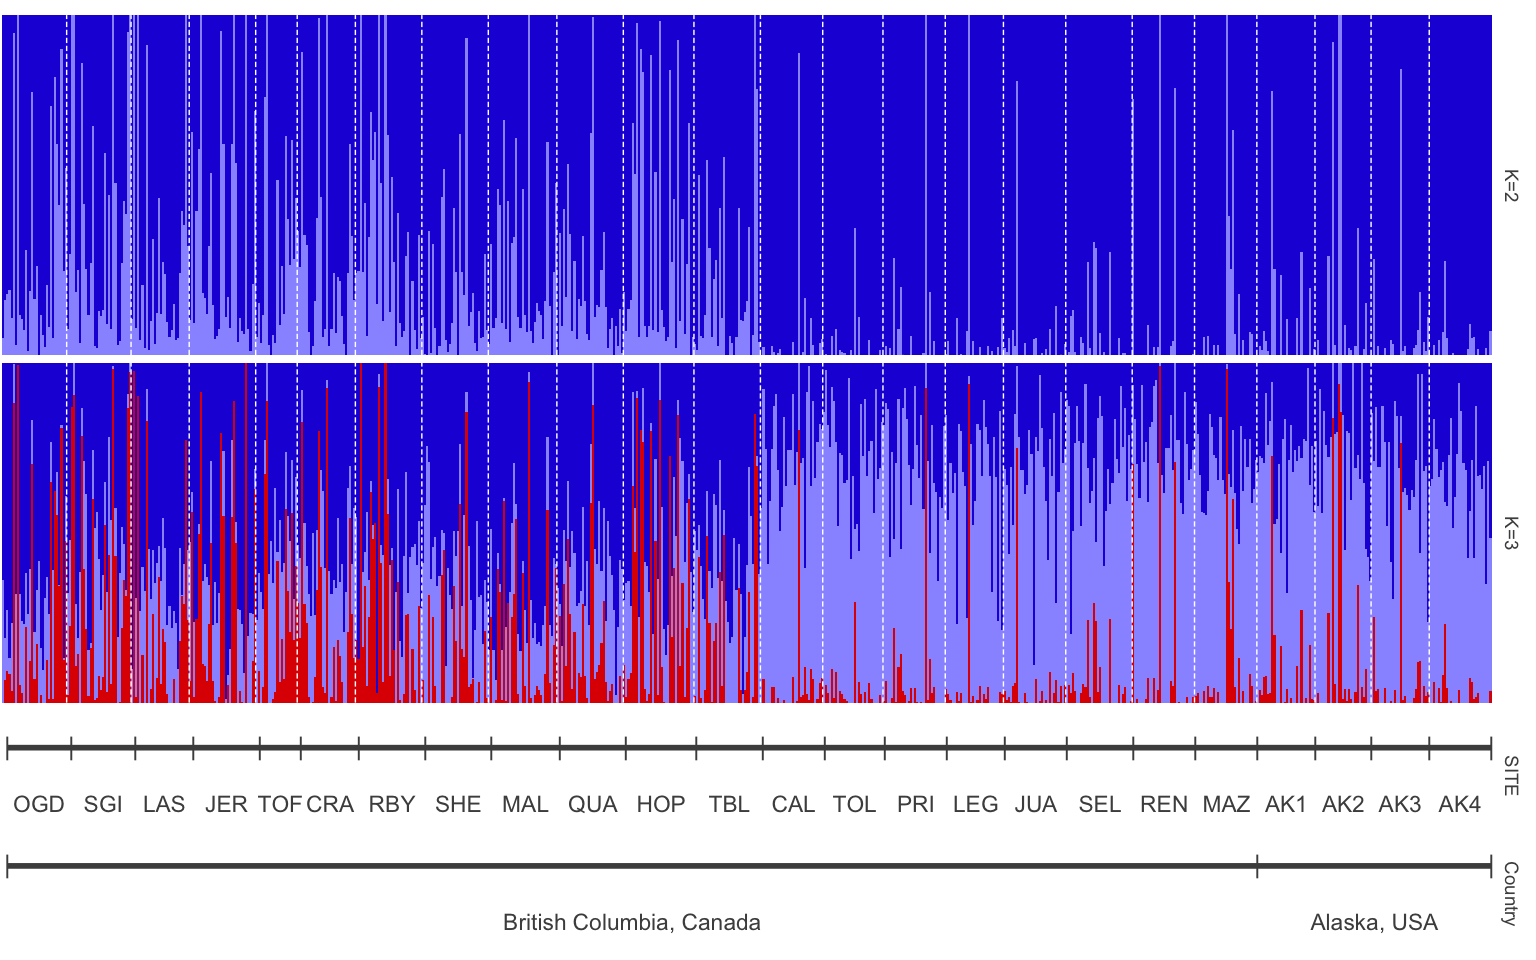 K=2
K=3
SITE
OGD SGI LAS JER TOF CRA RBY SHE MAL QUA HOP TBL CAL TOL PRI LEG JUA SEL REN MAZ AK1 AK2 AK3 AK4
Country
British Columbia, Canada Alaska, USA